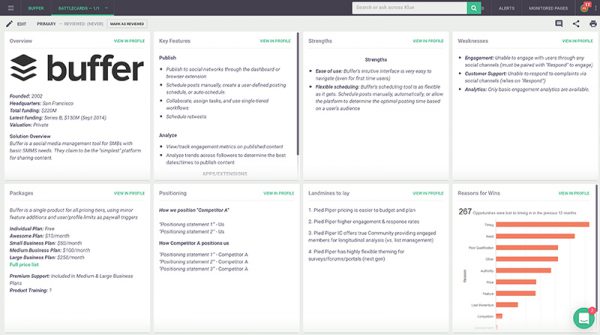 BUFFER
BATTLECARDS – 1/1
Search or ask across Klue
ALERTS
MONITORED PAGES
EDIT
PRIMARY — REVIEWED: (NEVER)
MARK AS REVIEWED
Overview
VIEW IN PROFILE
buffer
Founded: 2002
Headquarters: San Francisco
Total funding: $220M
Latest funding: Series B, $150M (Sept 2014)
Valuation: Private
Solution Overview
Buffer is a social media management tool for SMBs with
basic SMMS needs. They claim to be the "simplest" platform
for sharing content.
Key Features
VIEW IN PROFILE
Publish
Publish to social networks through the dashboard or
browser extension
Schedule posts manually, create a user-defined posting
schedule, or auto-schedule
Collaborate, assign tasks, and use single-tiered
workflows
Schedule retweets
Analyze
View/track engagement metrics on published content
Analyze trends across followers to determine the best
dates/times to publish content
APPS/EXTENSIONS
Strengths
VIEW IN PROFILE
Strengths
Ease of use: Buffer's intuitive interface is very easy to
navigate (even for first time users)
Flexible scheduling: Buffer's scheduling tool is as flexible
as it gets. Schedule posts manually, automatically, or allow
the platform to determine the optimal posting time based
on a user's audience
Weaknesses
VIEW IN PROFILE
Engagement: Unable to engage with users through any
social channels (must be paired with "Respond" to engage)
Customer Support: Unable to respond to complaints via
social channels (relies on "Respond")
Analytics: Only basic engagement analytics are available.
Packages
VIEW IN PROFILE
Buffer is a single product for all pricing tiers, using minor
feature additions and user/profile limits as paywall triggers
Individual Plan: Free
Awesome Plan: $10/month
Small Business Plan: $50/month
Medium Business Plan: $100/month
Large Business Plan: $250/month
Full price list
Premium Support: Included in Medium & Large Business
Plans
Product Training: 1
Positioning
VIEW IN PROFILE
How we position "Competitor A"
"Positioning statement 1" - Us
"Positioning statement 2" - Us
How Competitor A positions us
"Positioning statement 1" - Competitor A
"Positioning statement 2" - Competitor A
"Positioning statement 3" - Competitor A
Landmines to lay
VIEW IN PROFILE
1. Pied Piper pricing is easier to budget and plan
2. Pied Piper higher engagement & response rates
3. Pied Piper IC offers true Community providing engaged
members for longitudinal analysis (vs. list management)
4. Pied Piper has highly flexible theming for
surveys/forums/portals (next gen)
Reasons for Wins
VIEW IN PROFILE
267 Opportunities were lost to timing in the previous 12 months
Reason
Timing
Need
Poor Qualification
Other
Authority
Price
Feature
Lost Momentum
Competition